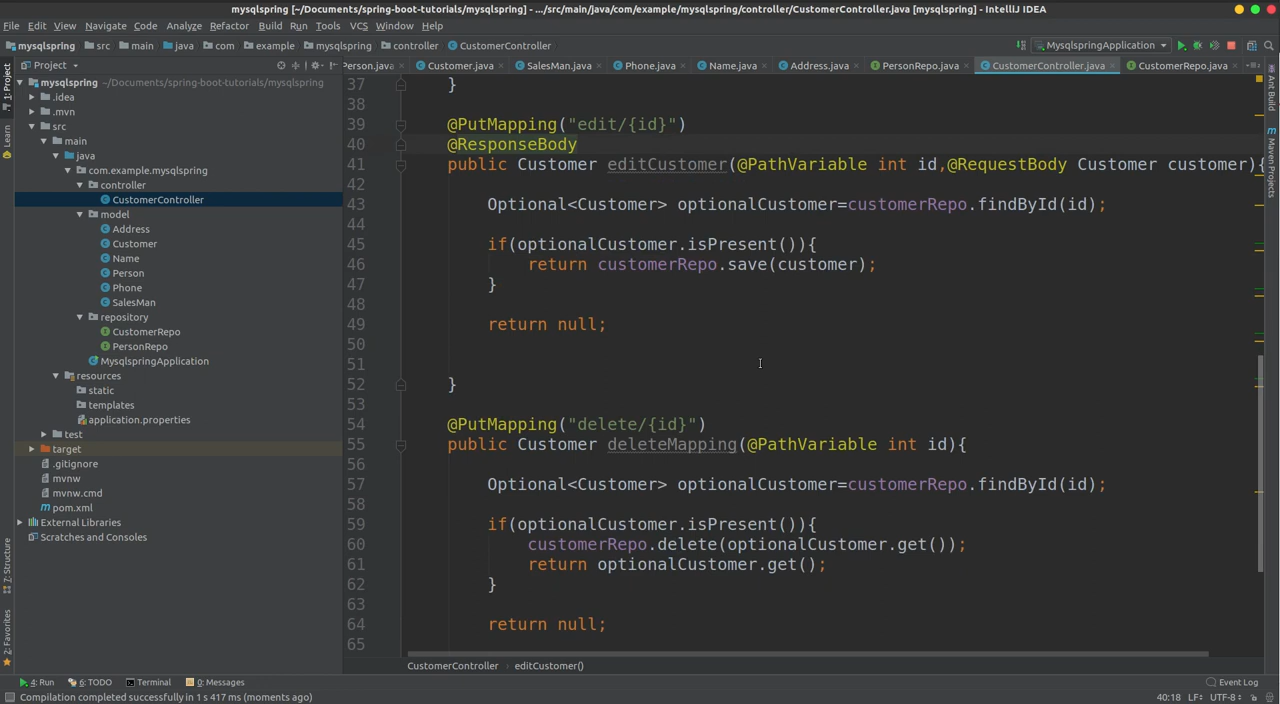 mysqlspring [~/Documents/spring-boot-tutorials/mysqlspring] - .../src/main/java/com/example/mysqlspring/controller/CustomerController.java [mysqlspring] - IntelliJ IDEA
File Edit View Navigate Code Analyze Refactor Build Run Tools VCS Window Help
mysqlspring src main java com example mysqlspring controller CustomerController MysqlspringApplication
Project Person.java Customer.java SalesMan.java Phone.java Name.java Address.java PersonRepo.java CustomerController.java CustomerRepo.java
1: Project
Learn
7: Structure
2: Favorites
mysqlspring ~/Documents/spring-boot-tutorials/mysqlspring
.idea
.mvn
src
main
java
com.example.mysqlspring
controller
CustomerController
model
Address
Customer
Name
Person
Phone
SalesMan
repository
CustomerRepo
PersonRepo
MysqlspringApplication
resources
static
templates
application.properties
test
target
.gitignore
mvnw
mvnw.cmd
pom.xml
External Libraries
Scratches and Consoles
37 }
38
39 @PutMapping("edit/{id}")
40 @ResponseBody
41 public Customer editCustomer(@PathVariable int id,@RequestBody Customer customer){
42
43 Optional<Customer> optionalCustomer=customerRepo.findById(id);
44
45 if(optionalCustomer.isPresent()){
46 return customerRepo.save(customer);
47 }
48
49 return null;
50
51
52 }
53
54 @PutMapping("delete/{id}")
55 public Customer deleteMapping(@PathVariable int id){
56
57 Optional<Customer> optionalCustomer=customerRepo.findById(id);
58
59 if(optionalCustomer.isPresent()){
60 customerRepo.delete(optionalCustomer.get());
61 return optionalCustomer.get();
62 }
63
64 return null;
65
Ant Build
Maven Projects
CustomerController › editCustomer()
4: Run 6: TODO Terminal 0: Messages Event Log
Compilation completed successfully in 1 s 417 ms (moments ago) 40:18 LF÷ UTF-8÷